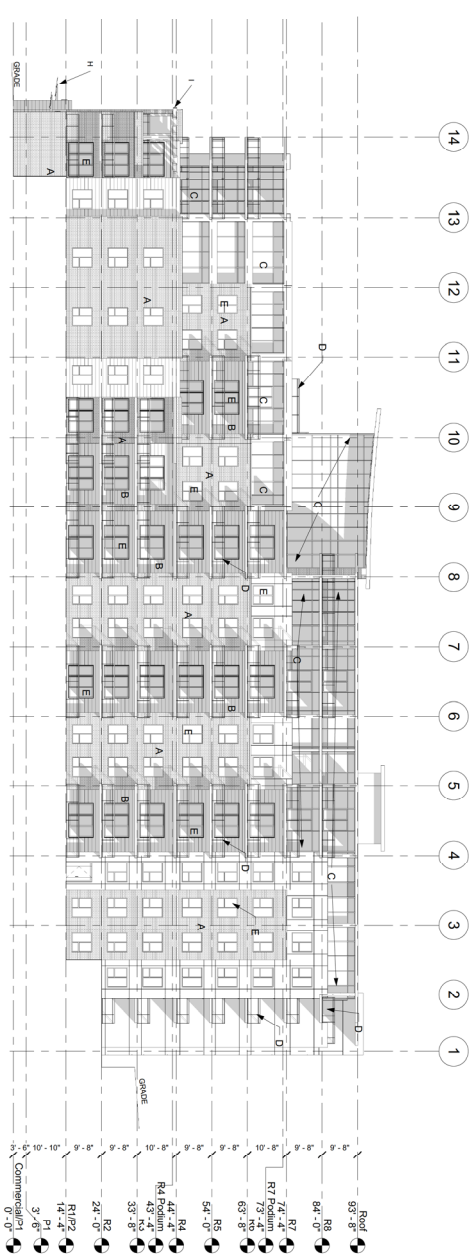 14
13
12
11
10
9
8
7
6
5
4
3
2
1
D
C
D
C
C
D
C
C
C
E
E
D
E
B
B
D
E
A
A
A
C
E
E
I
A
E
A
B
A
GRADE
B
B
A
E
H
E
E
A
GRADE
9' - 8"
9' - 8"
10' - 8"
9' - 8"
9' - 8"
10' - 8"
9' - 8"
9' - 8"
10' - 10"
3' - 6"
Roof
93' - 8"
R8
84' - 0"
R7
74' - 4"
R7 Podium
73' - 4"
R6
63' - 8"
R5
54' - 0"
R4
44' - 4"
R4 Podium
43' - 4"
R3
33' - 8"
R2
24' - 0"
R1/P2
14' - 4"
P1
3' - 6"
Commercial/P1
0' - 0"